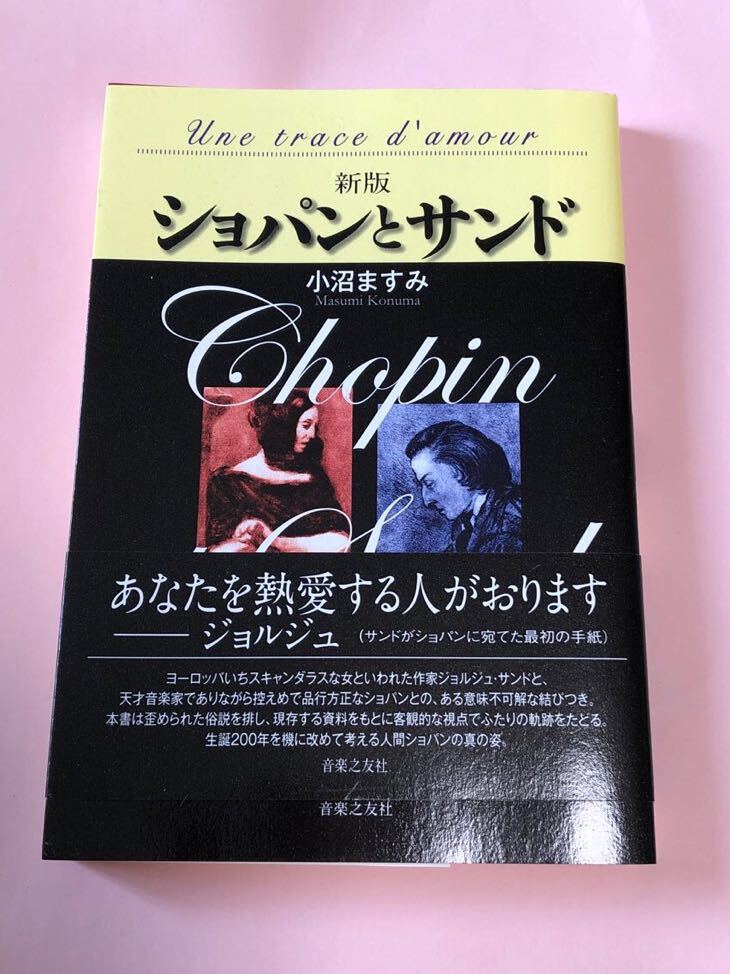 Une trace d'amour
新版
ショパンとサンド
小沼ますみ
Masumi Konuma
Chopin
あなたを熱愛する人がおります
――ジョルジュ (サンドがショパンに宛てた最初の手紙)
ヨーロッパいちスキャンダラスな女といわれた作家ジョルジュ・サンドと、
天才音楽家でありながら控えめで品行方正なショパンとの、ある意味不可解な結びつき。
本書は歪められた俗説を排し、現存する資料をもとに客観的な視点でふたりの軌跡をたどる。
生誕200年を機に改めて考える人間ショパンの真の姿。
音楽之友社
音楽之友社